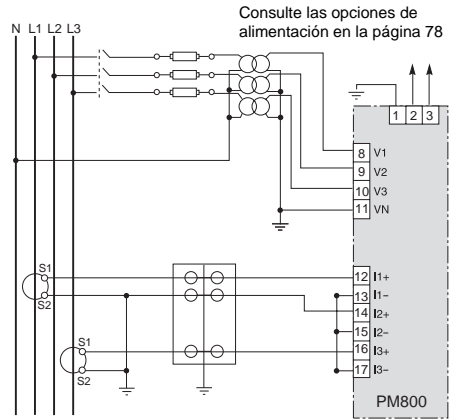 Consulte las opciones de
alimentación en la página 78
N L1 L2 L3
1 2 3
8 V1
9 V2
10 V3
11 VN
S1
S2
12 I1+
13 I1–
14 I2+
15 I2–
S1
S2
16 I3+
17 I3–
PM800